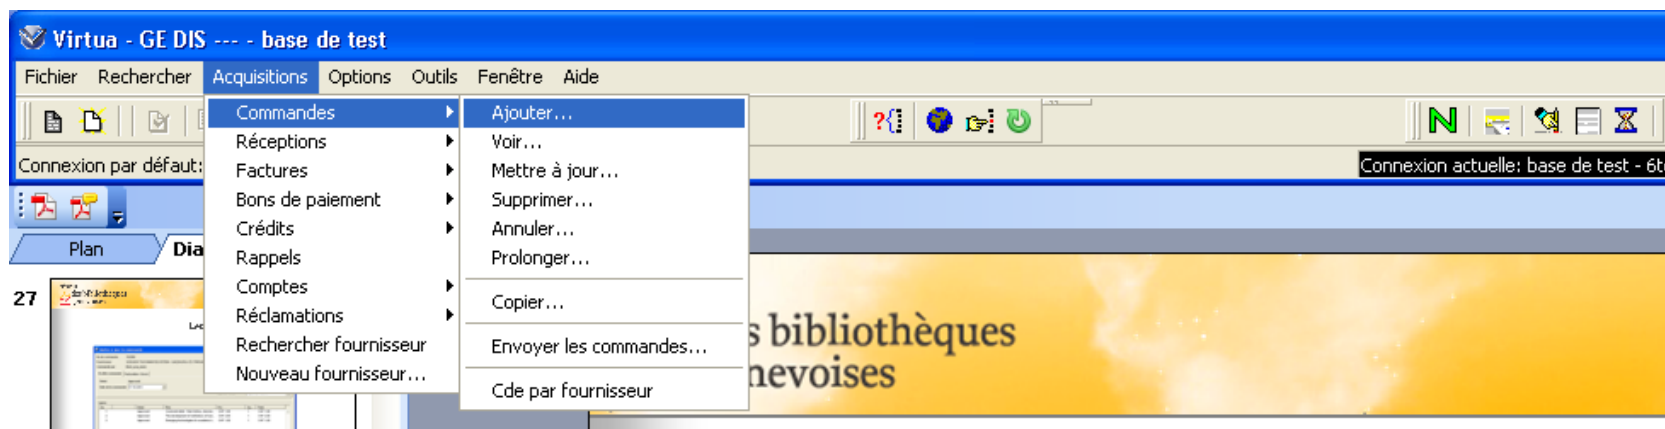 Virtua - GE DIS --- - base de test
Fichier Rechercher Acquisitions Options Outils Fenêtre Aide
Connexion par défaut:
Connexion actuelle: base de test - 6t
Commandes
Réceptions
Factures
Bons de paiement
Crédits
Rappels
Comptes
Réclamations
Rechercher fournisseur
Nouveau fournisseur...
Ajouter...
Voir...
Mettre à jour...
Supprimer...
Annuler...
Prolonger...
Copier...
Envoyer les commandes...
Cde par fournisseur
Plan Dia
27
s bibliothèques
nevoises